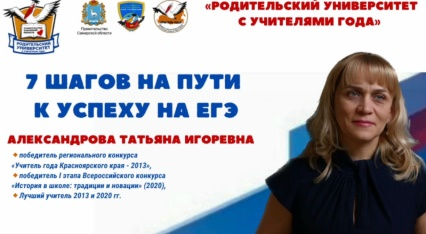 РОДИТЕЛЬСКИЙ
УНИВЕРСИТЕТ
Правительство
Самарской области
«РОДИТЕЛЬСКИЙ УНИВЕРСИТЕТ
С УЧИТЕЛЯМИ ГОДА»
7 ШАГОВ НА ПУТИ
К УСПЕХУ НА ЕГЭ
АЛЕКСАНДРОВА ТАТЬЯНА ИГОРЕВНА
победитель регионального конкурса
«Учитель года Красноярского края - 2013»,
победитель I этапа Всероссийского конкурса
«История в школе: традиции и новации» (2020),
Лучший учитель 2013 и 2020 гг.